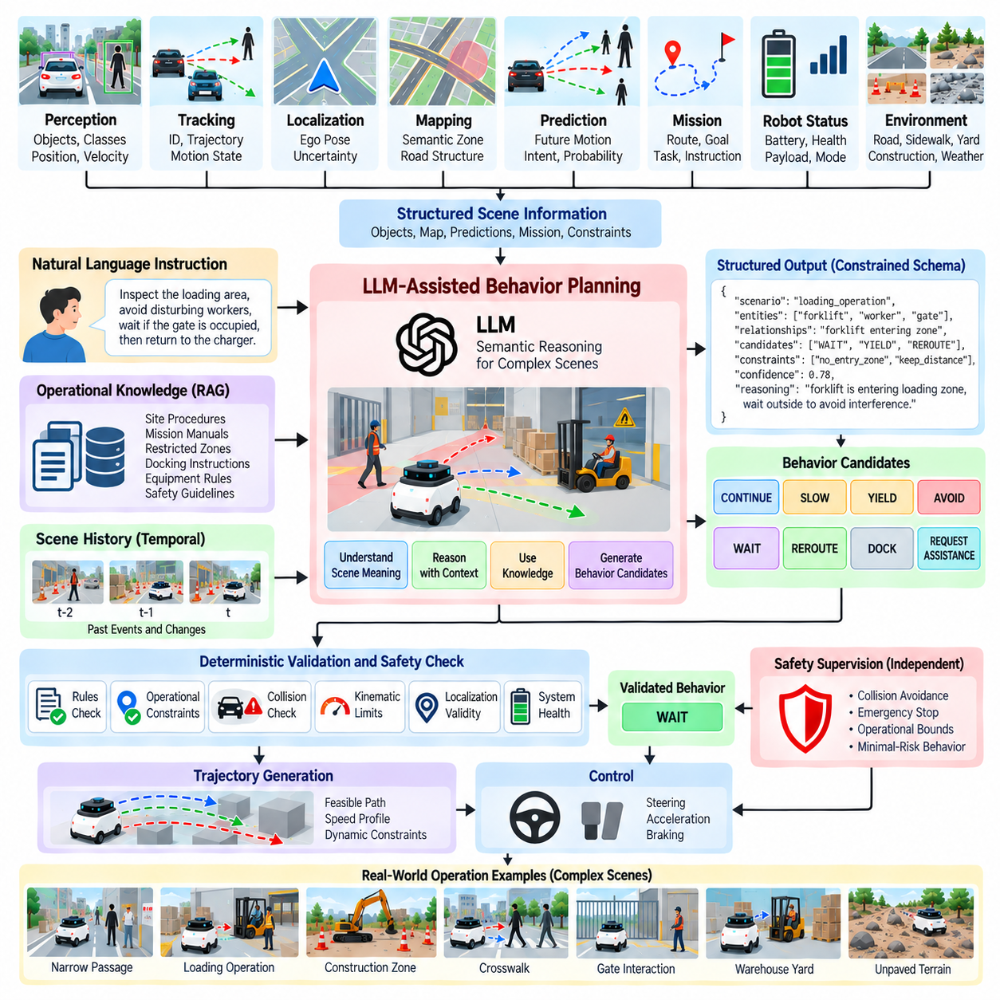 Perception
Objects, Classes
Position, Velocity
Tracking
ID, Trajectory
Motion State
Localization
Ego Pose
Uncertainty
Mapping
Semantic Zone
Road Structure
Prediction
Future Motion
Intent, Probability
Mission
Route, Goal
Task, Instruction
Robot Status
Battery, Health
Payload, Mode
Environment
Road, Sidewalk, Yard
Construction, Weather
Structured Scene Information
Objects, Map, Predictions, Mission, Constraints
Natural Language Instruction
Inspect the loading area,
avoid disturbing workers,
wait if the gate is occupied,
then return to the charger.
Operational Knowledge (RAG)
Site Procedures
Mission Manuals
Restricted Zones
Docking Instructions
Equipment Rules
Safety Guidelines
Scene History (Temporal)
t-2
t-1
t
Past Events and Changes
LLM-Assisted Behavior Planning
LLM
Semantic Reasoning
for Complex Scenes
Understand
Scene Meaning
Reason
with Context
Use
Knowledge
Generate
Behavior Candidates
Structured Output (Constrained Schema)
{
"scenario": "loading_operation",
"entities": ["forklift", "worker", "gate"],
"relationships": "forklift entering zone",
"candidates": ["WAIT", "YIELD", "REROUTE"],
"constraints": ["no_entry_zone", "keep_distance"],
"confidence": 0.78,
"reasoning": "forklift is entering loading zone,
wait outside to avoid interference."
}
Behavior Candidates
CONTINUE
SLOW
YIELD
AVOID
WAIT
REROUTE
DOCK
REQUEST
ASSISTANCE
Deterministic Validation and Safety Check
Rules
Check
Operational
Constraints
Collision
Check
Kinematic
Limits
Localization
Validity
System
Health
Validated Behavior
WAIT
Safety Supervision (Independent)
• Collision Avoidance
• Emergency Stop
• Operational Bounds
• Minimal-Risk Behavior
Trajectory Generation
Feasible Path
Speed Profile
Dynamic Constraints
Control
Steering
Acceleration
Braking
Real-World Operation Examples (Complex Scenes)
Narrow Passage
Loading Operation
Construction Zone
Crosswalk
Gate Interaction
Warehouse Yard
Unpaved Terrain